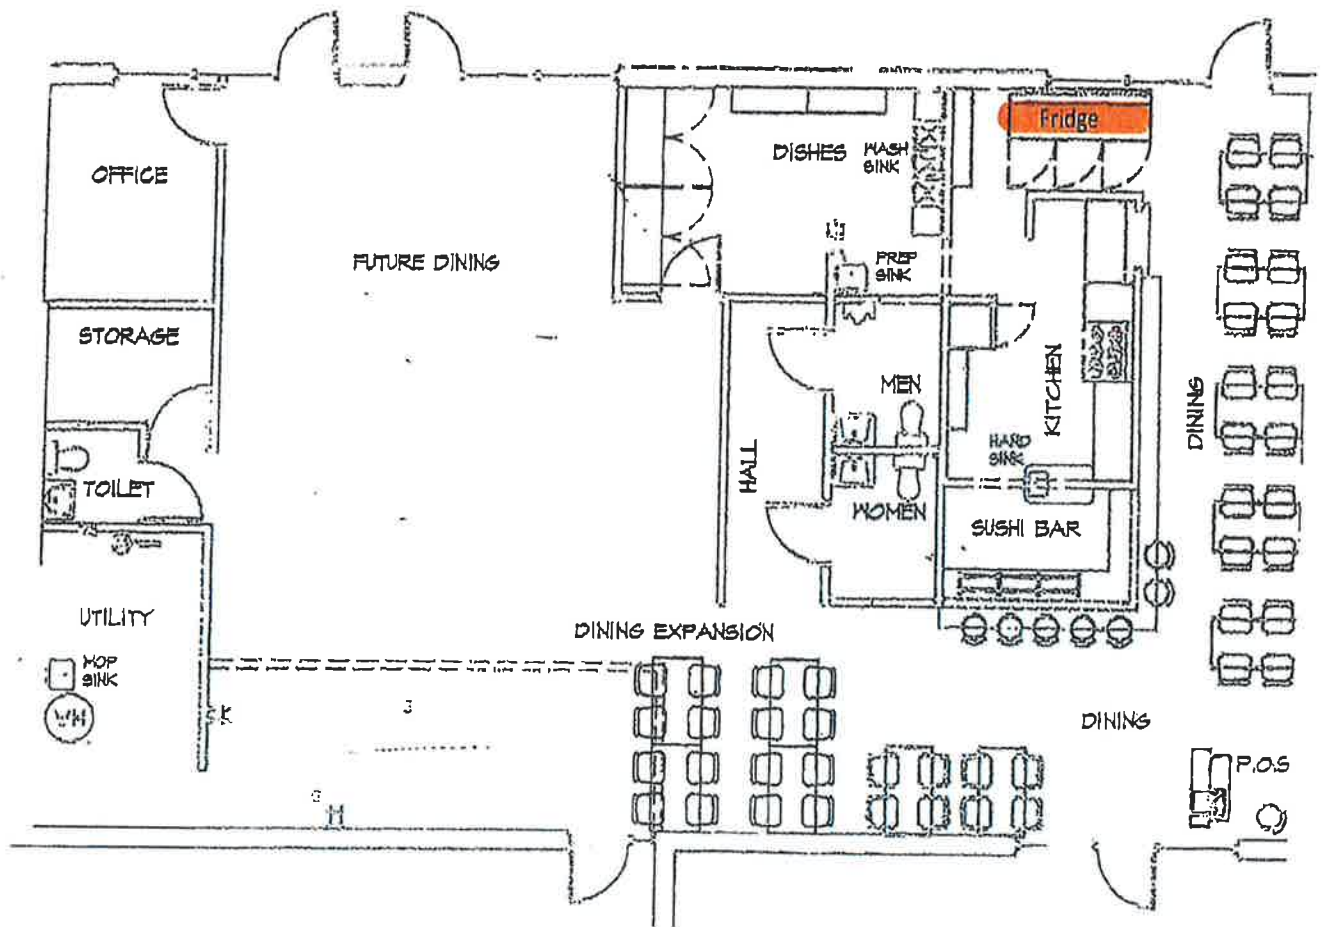 Fridge
OFFICE
DISHES
WASH
SINK
FUTURE DINING
PREP
SINK
STORAGE
MEN
KITCHEN
DINING
HALL
HAND
SINK
TOILET
WOMEN
SUSHI BAR
UTILITY
DINING EXPANSION
MOP
SINK
WH
DINING
P.O.S